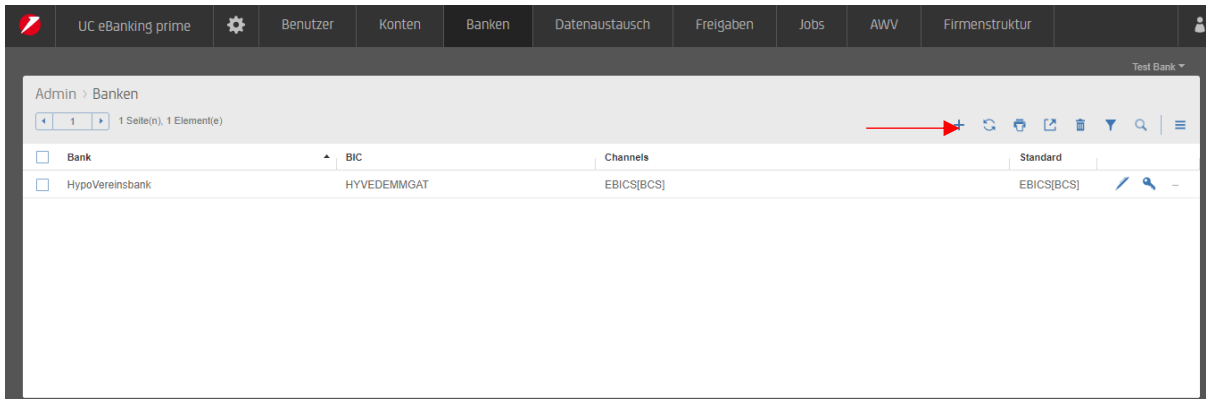 UC eBanking prime Benutzer Konten Banken Datenaustausch Freigaben Jobs AWV Firmenstruktur
Test Bank
Admin › Banken
1 1 Seite(n), 1 Element(e)
Bank BIC Channels Standard
HypoVereinsbank HYVEDEMMGAT EBICS[BCS] EBICS[BCS]